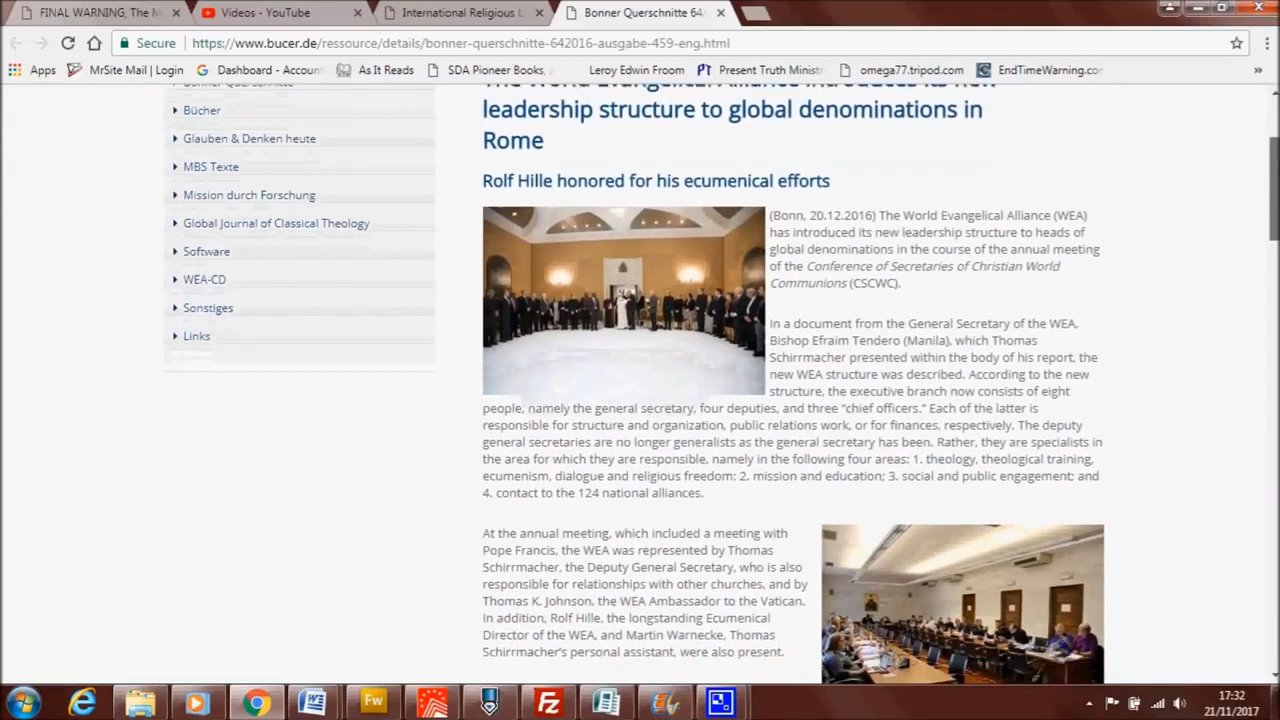 FINAL WARNING, The M
Videos - YouTube
International Religious L
Bonner Querschnitte 64/
Secure
https://www.bucer.de/ressource/details/bonner-querschnitte-642016-ausgabe-459-eng.html
Apps
MrSite Mail | Login
Dashboard - Accoun
As It Reads
SDA Pioneer Books,
Leroy Edwin Froom
Present Truth Ministr
omega77.tripod.com
EndTimeWarning.com
»
Bücher
Glauben & Denken heute
MBS Texte
Mission durch Forschung
Global Journal of Classical Theology
Software
WEA-CD
Sonstiges
Links
leadership structure to global denominations in
Rome
Rolf Hille honored for his ecumenical efforts
(Bonn, 20.12.2016) The World Evangelical Alliance (WEA)
has introduced its new leadership structure to heads of
global denominations in the course of the annual meeting
of the Conference of Secretaries of Christian World
Communions (CSCWC).
In a document from the General Secretary of the WEA,
Bishop Efraim Tendero (Manila), which Thomas
Schirrmacher presented within the body of his report, the
new WEA structure was described. According to the new
structure, the executive branch now consists of eight
people, namely the general secretary, four deputies, and three “chief officers.” Each of the latter is
responsible for structure and organization, public relations work, or for finances, respectively. The deputy
general secretaries are no longer generalists as the general secretary has been. Rather, they are specialists in
the area for which they are responsible, namely in the following four areas: 1. theology, theological training,
ecumenism, dialogue and religious freedom; 2. mission and education; 3. social and public engagement; and
4. contact to the 124 national alliances.
At the annual meeting, which included a meeting with
Pope Francis, the WEA was represented by Thomas
Schirrmacher, the Deputy General Secretary, who is also
responsible for relationships with other churches, and by
Thomas K. Johnson, the WEA Ambassador to the Vatican.
In addition, Rolf Hille, the longstanding Ecumenical
Director of the WEA, and Martin Warnecke, Thomas
Schirrmacher’s personal assistant, were also present.
Fw
FZ
17:32
21/11/2017